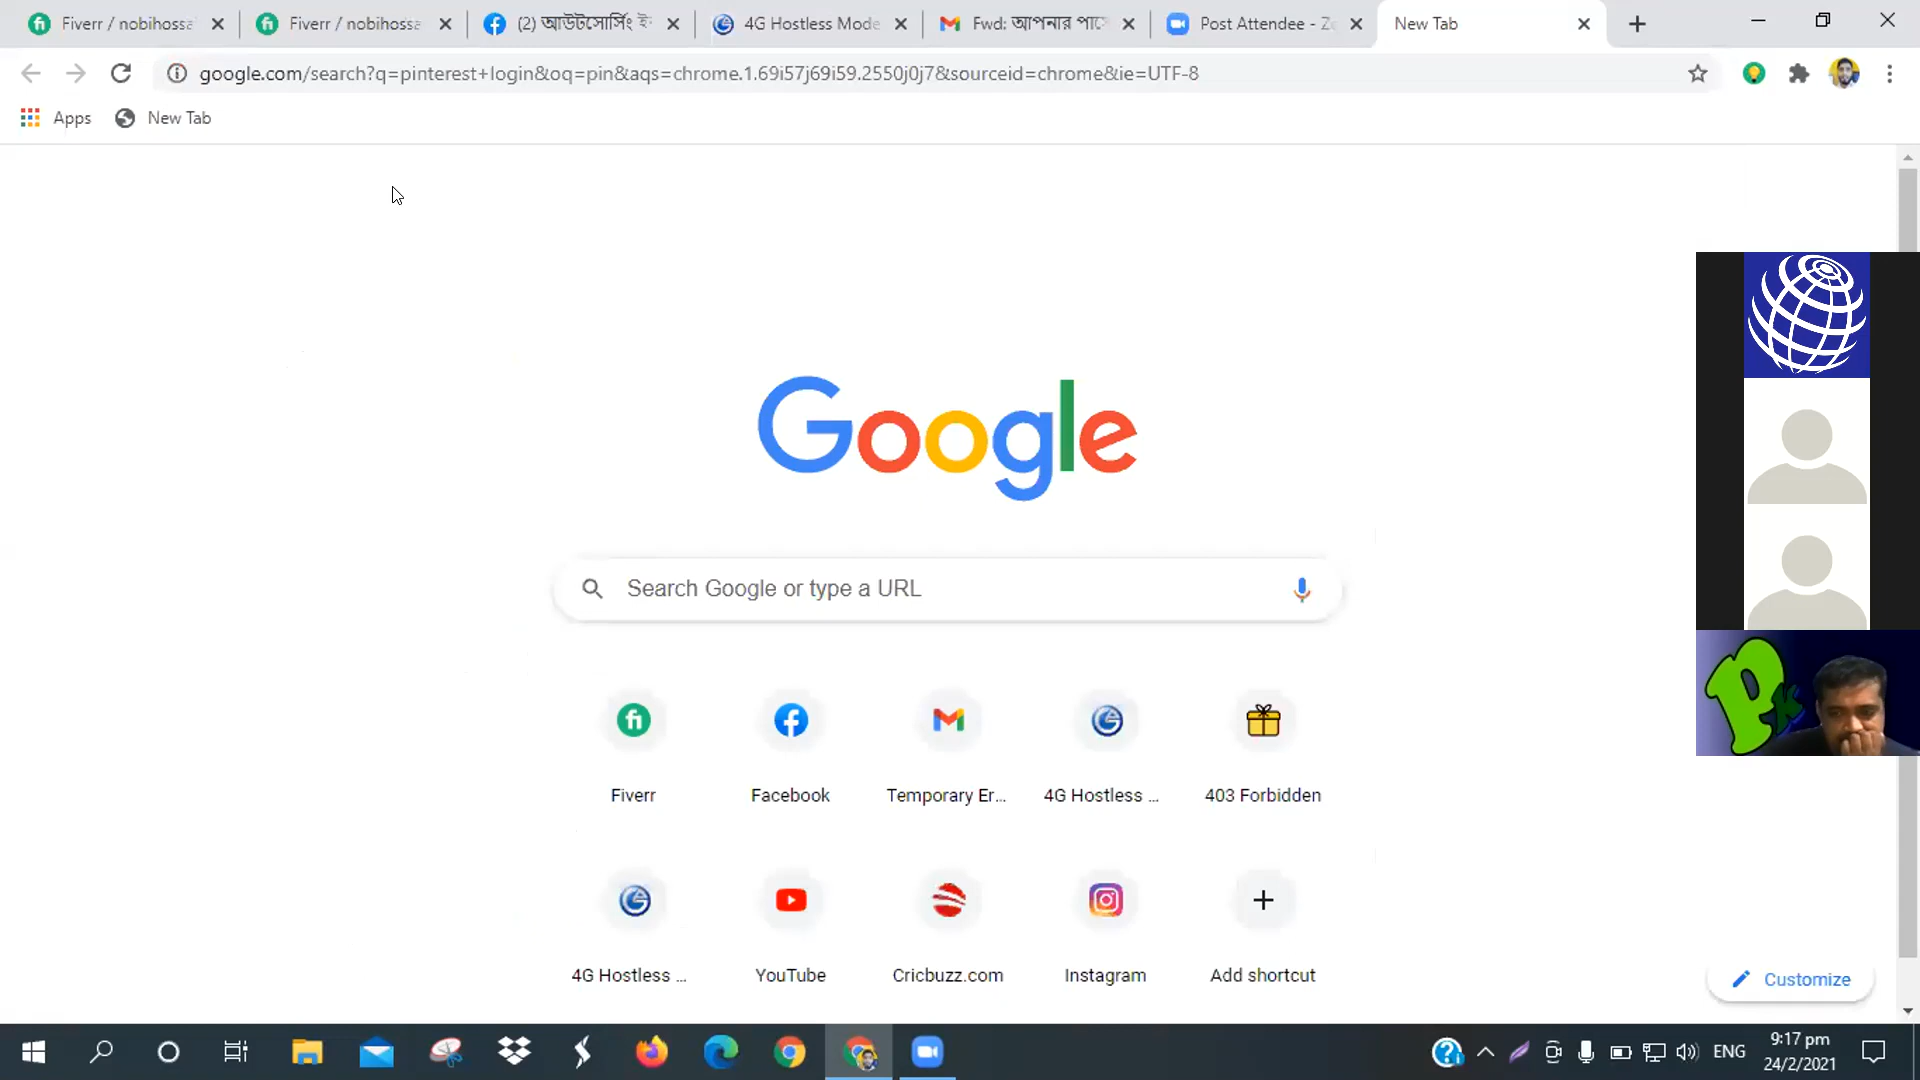 Fiverr / nobihossa
Fiverr / nobihossa
(2) আউটসোর্সিং ই
4G Hostless Mode
Fwd: আপনার পাসে
Post Attendee - Ze
New Tab
google.com/search?q=pinterest+login&oq=pin&aqs=chrome.1.69i57j69i59.2550j0j7&sourceid=chrome&ie=UTF-8
Apps
New Tab
Google
Search Google or type a URL
Fiverr
Facebook
Temporary Er...
4G Hostless ...
403 Forbidden
4G Hostless ...
YouTube
Cricbuzz.com
Instagram
Add shortcut
Customize
PK
ENG
9:17 pm
24/2/2021